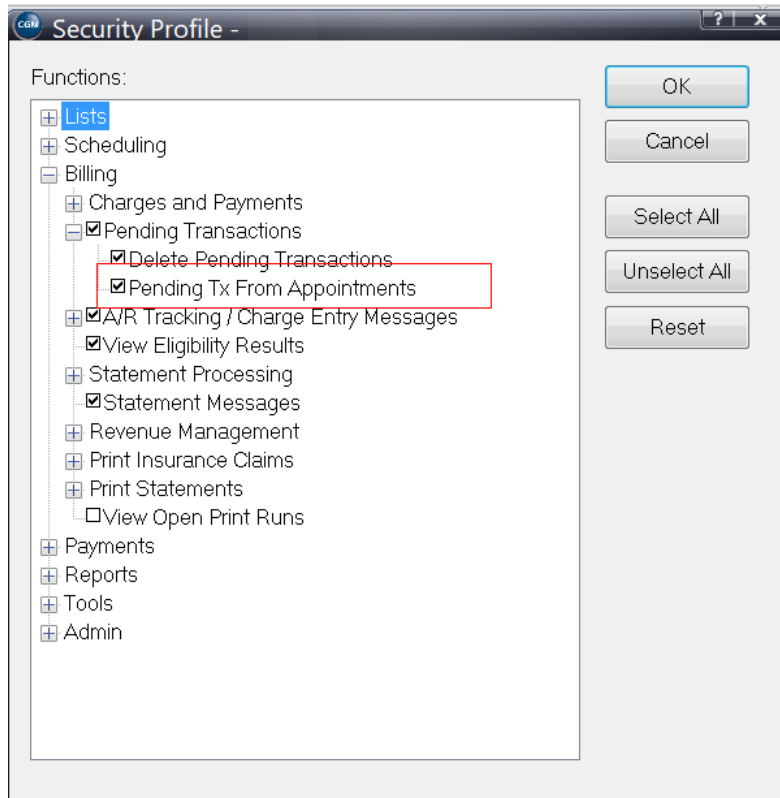 CGM
Security Profile -
? x
Functions:
Lists
Scheduling
Billing
Charges and Payments
Pending Transactions
Delete Pending Transactions
Pending Tx From Appointments
A/R Tracking / Charge Entry Messages
View Eligibility Results
Statement Processing
Statement Messages
Revenue Management
Print Insurance Claims
Print Statements
View Open Print Runs
Payments
Reports
Tools
Admin
OK
Cancel
Select All
Unselect All
Reset